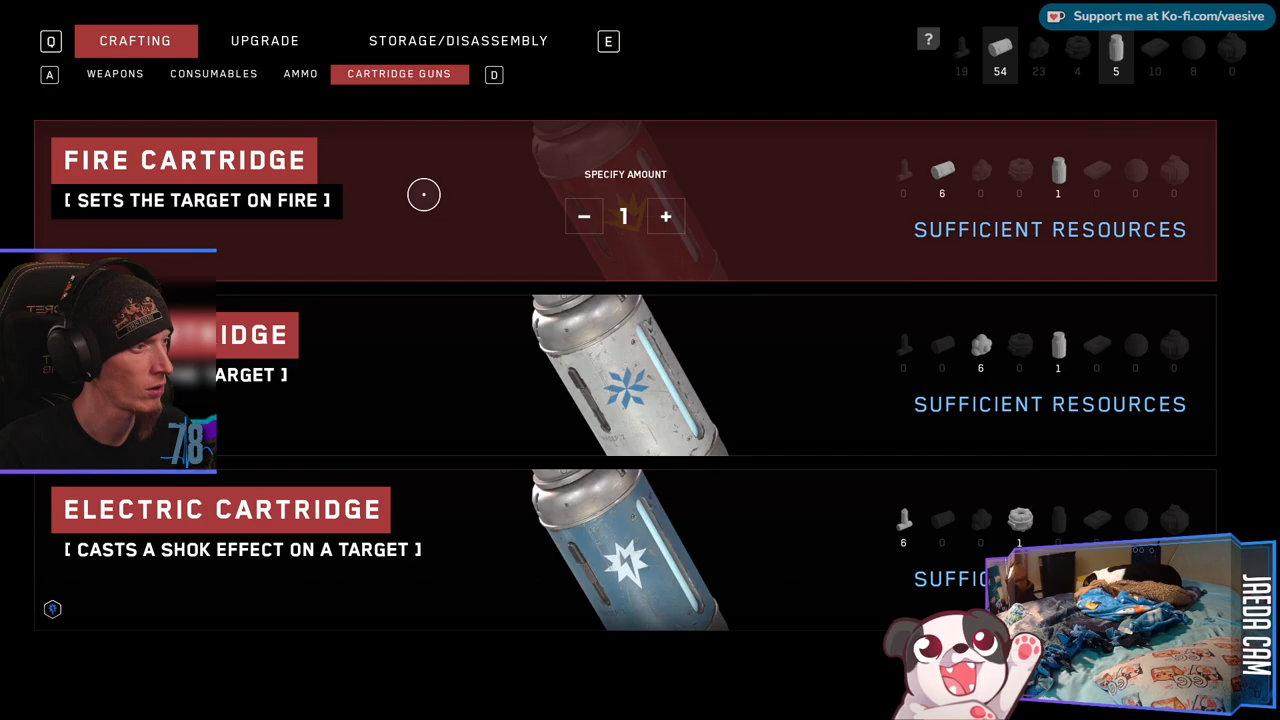 Support me at Ko-fi.com/vaesive
Q CRAFTING UPGRADE STORAGE/DISASSEMBLY E ?
A WEAPONS CONSUMABLES AMMO CARTRIDGE GUNS D
19 54 23 4 5 10 8 0
FIRE CARTRIDGE
[ SETS THE TARGET ON FIRE ]
SPECIFY AMOUNT
− 1 +
0 6 0 0 1 0 0 0
SUFFICIENT RESOURCES
IDGE
ARGET ]
0 0 6 0 1 0 0 0
SUFFICIENT RESOURCES
78
ELECTRIC CARTRIDGE
[ CASTS A SHOK EFFECT ON A TARGET ]
6 0 0 1
SUFFIC
JAEDA CAM